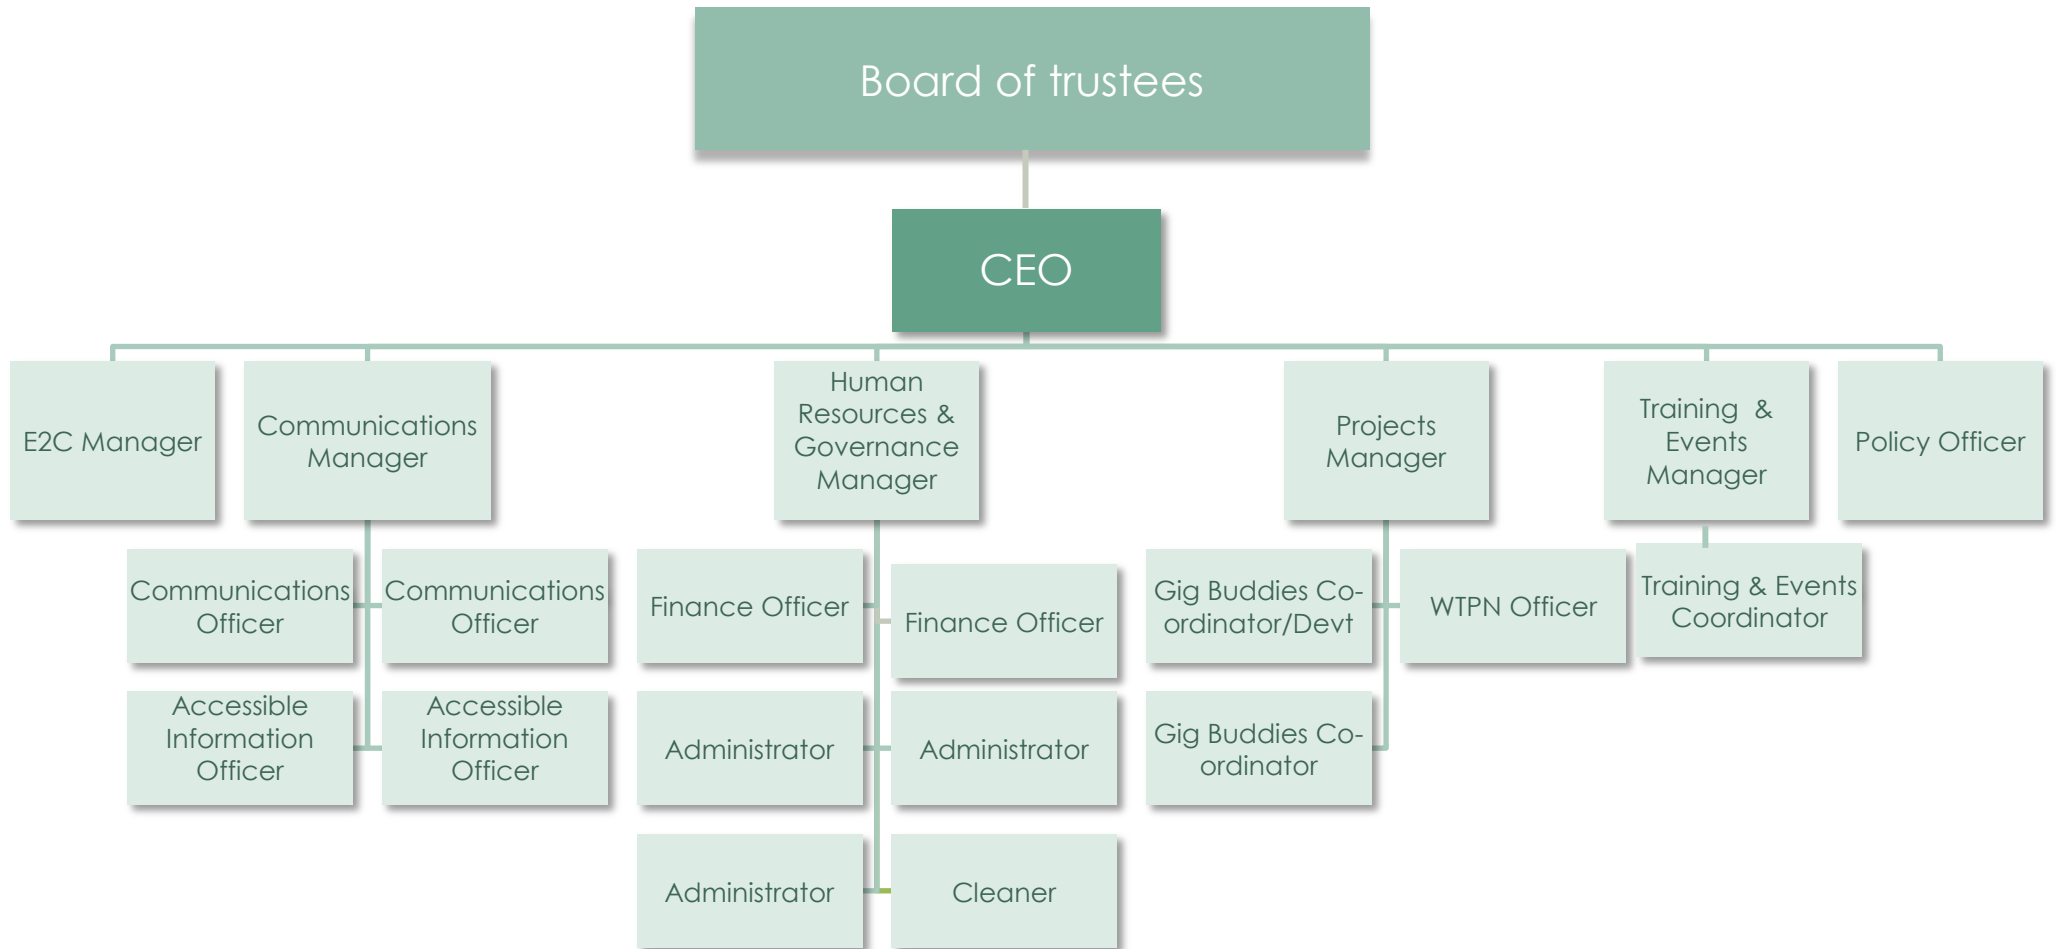 Board of trustees
CEO
E2C Manager
Communications
Manager
Human
Resources &
Governance
Manager
Projects
Manager
Training &
Events
Manager
Policy Officer
Communications
Officer
Communications
Officer
Finance Officer
Finance Officer
Gig Buddies Co-
ordinator/Devt
WTPN Officer
Training & Events
Coordinator
Accessible
Information
Officer
Accessible
Information
Officer
Administrator
Administrator
Gig Buddies Co-
ordinator
Administrator
Cleaner